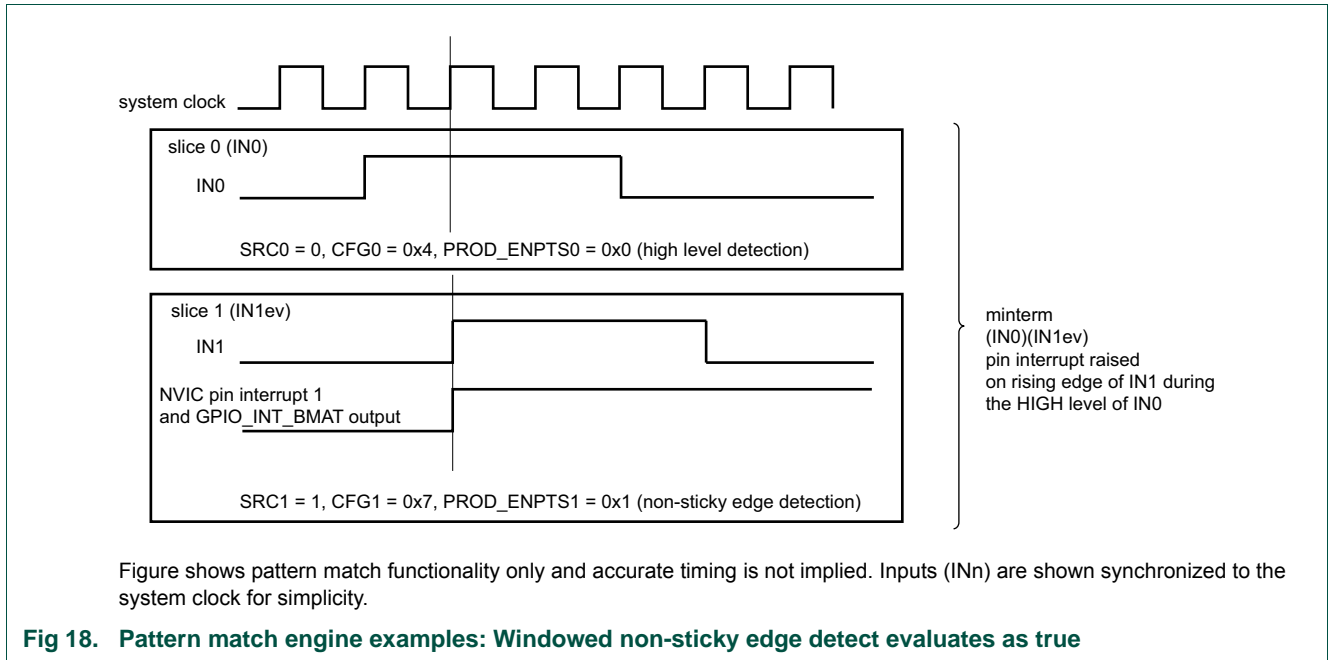 system clock
slice 0 (IN0)
IN0
SRC0 = 0, CFG0 = 0x4, PROD_ENPTS0 = 0x0 (high level detection)
slice 1 (IN1ev)
IN1
NVIC pin interrupt 1
and GPIO_INT_BMAT output
SRC1 = 1, CFG1 = 0x7, PROD_ENPTS1 = 0x1 (non-sticky edge detection)
minterm
(IN0)(IN1ev)
pin interrupt raised
on rising edge of IN1 during
the HIGH level of IN0
Figure shows pattern match functionality only and accurate timing is not implied. Inputs (INn) are shown synchronized to the
system clock for simplicity.
Fig 18. Pattern match engine examples: Windowed non-sticky edge detect evaluates as true